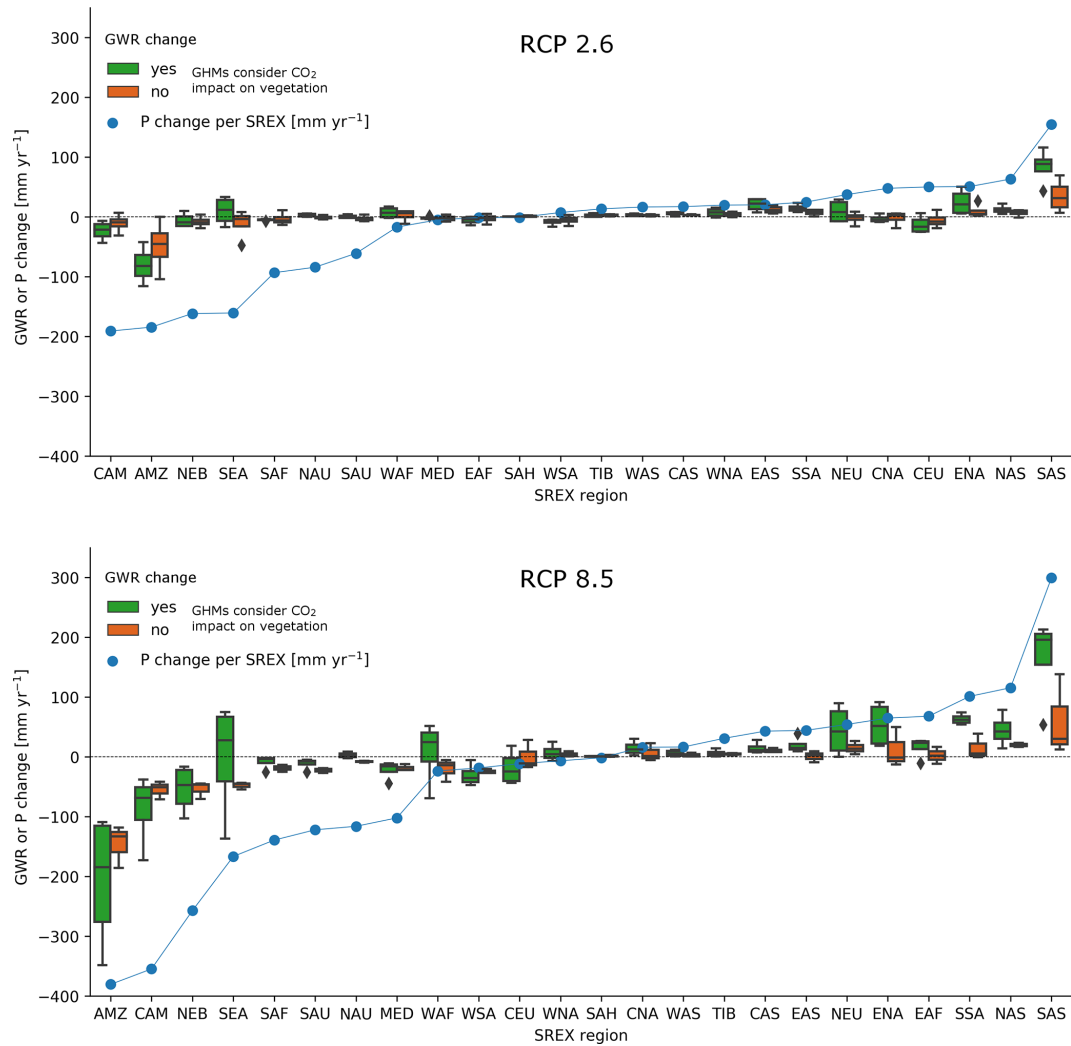 RCP 2.6
GWR change
yes
no
GHMs consider CO₂
impact on vegetation
P change per SREX [mm yr⁻¹]
GWR or P change [mm yr⁻¹]
300
200
100
0
−100
−200
−300
−400
CAM AMZ NEB SEA SAF NAU SAU WAF MED EAF SAH WSA TIB WAS CAS WNA EAS SSA NEU CNA CEU ENA NAS SAS
SREX region
RCP 8.5
GWR change
yes
no
GHMs consider CO₂
impact on vegetation
P change per SREX [mm yr⁻¹]
GWR or P change [mm yr⁻¹]
300
200
100
0
−100
−200
−300
−400
AMZ CAM NEB SEA SAF SAU NAU MED WAF WSA CEU WNA SAH CNA WAS TIB CAS EAS NEU ENA EAF SSA NAS SAS
SREX region